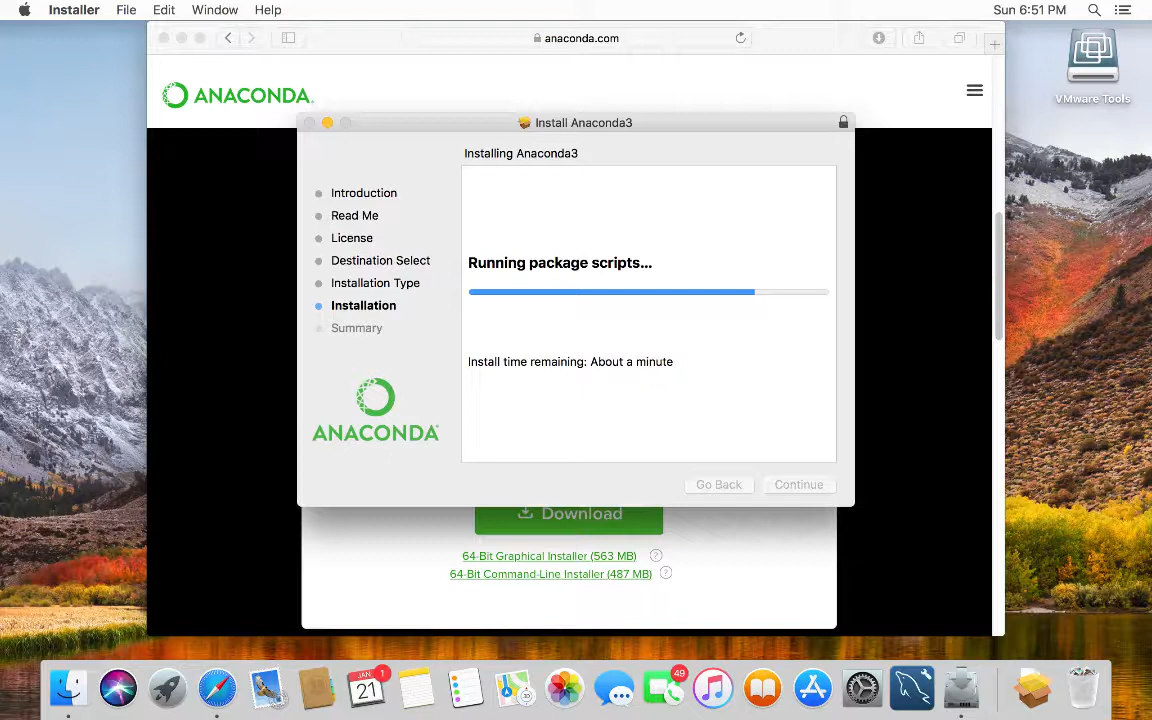 Installer File Edit Window Help Sun 6:51 PM
anaconda.com
VMware Tools
ANACONDA.
Install Anaconda3
Installing Anaconda3
Introduction
Read Me
License
Destination Select
Installation Type
Installation
Summary
Running package scripts...
Install time remaining: About a minute
ANACONDA
Go Back Continue
Download
64-Bit Graphical Installer (563 MB) ?
64-Bit Command-Line Installer (487 MB) ?
JAN
21
1
49